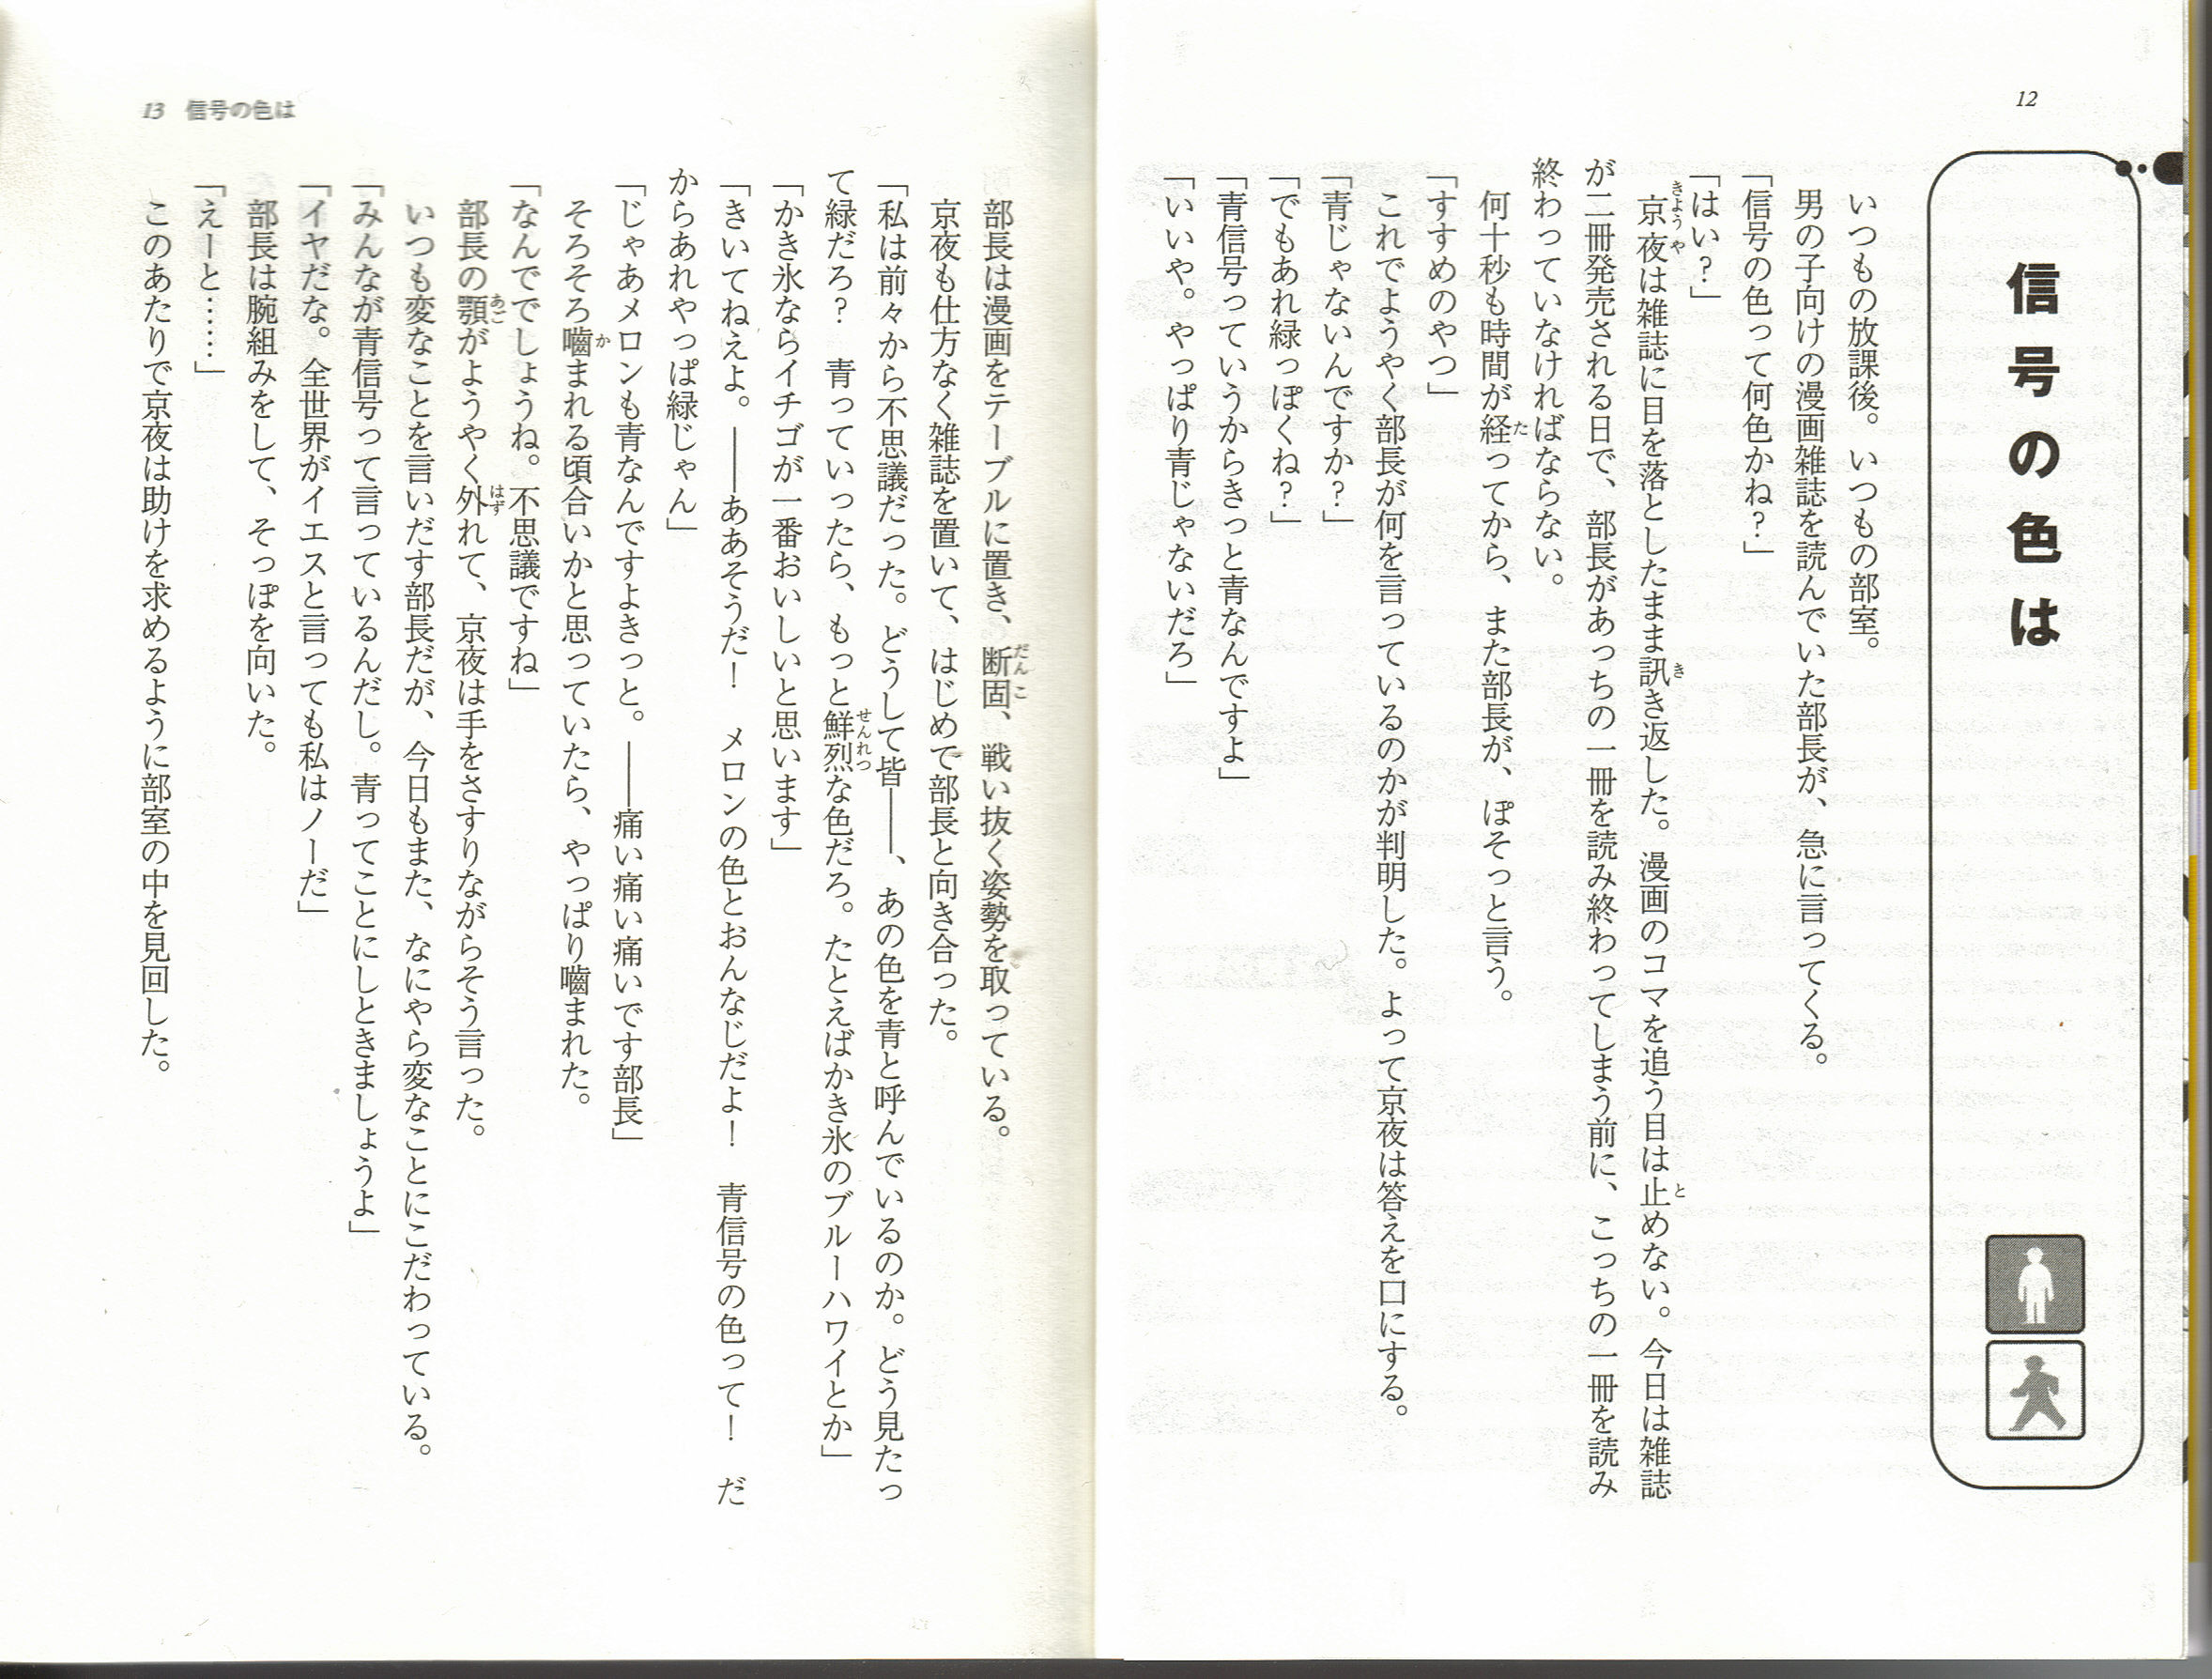 12
信号の色は
いつもの放課後。いつもの部室。
男の子向けの漫画雑誌を読んでいた部長が、急に言ってくる。
「信号の色って何色かね？」
「はい？」
京夜は雑誌に目を落としたまま訊き返した。漫画のコマを追う目は止めない。今日は雑誌
が二冊発売される日で、部長があっちの一冊を読み終わってしまう前に、こっちの一冊を読み
終わっていなければならない。
何十秒も時間が経ってから、また部長が、ぽそっと言う。
「すすめのやつ」
これでようやく部長が何を言っているのかが判明した。よって京夜は答えを口にする。
「青じゃないんですか？」
「でもあれ緑っぽくね？」
「青信号っていうからきっと青なんですよ」
「いいや。やっぱり青じゃないだろ」
部長は漫画をテーブルに置き、断固、戦い抜く姿勢を取っている。
京夜も仕方なく雑誌を置いて、はじめて部長と向き合った。
「私は前々から不思議だった。どうして皆――、あの色を青と呼んでいるのか。どう見たっ
て緑だろ？　青っていったら、もっと鮮烈な色だろ。たとえばかき氷のブルーハワイとか」
「かき氷ならイチゴが一番おいしいと思います」
「きいてねえよ。――ああそうだ！　メロンの色とおんなじだよ！　青信号の色って！　だ
からあれやっぱ緑じゃん」
「じゃあメロンも青なんですよきっと。――痛い痛い痛いです部長」
そろそろ嚙まれる頃合いかと思っていたら、やっぱり嚙まれた。
「なんででしょうね。不思議ですね」
部長の顎がようやく外れて、京夜は手をさすりながらそう言った。
いつも変なことを言いだす部長だが、今日もまた、なにやら変なことにこだわっている。
「みんなが青信号って言っているんだし。青ってことにしときましょうよ」
「イヤだな。全世界がイエスと言っても私はノーだ」
部長は腕組みをして、そっぽを向いた。
「えーと……」
このあたりで京夜は助けを求めるように部室の中を見回した。
13 信号の色は